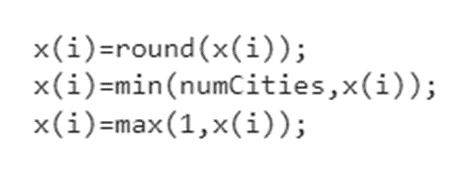 x(i)=round(x(i));
x(i)=min(numCities,x(i));
x(i)=max(1,x(i));